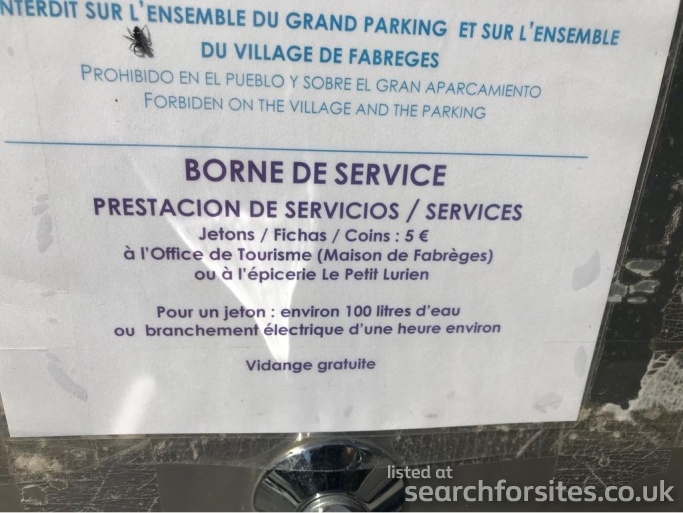 INTERDIT SUR L'ENSEMBLE DU GRAND PARKING ET SUR L'ENSEMBLE
DU VILLAGE DE FABREGES
PROHIBIDO EN EL PUEBLO Y SOBRE EL GRAN APARCAMIENTO
FORBIDEN ON THE VILLAGE AND THE PARKING
BORNE DE SERVICE
PRESTACION DE SERVICIOS / SERVICES
Jetons / Fichas / Coins : 5 €
à l'Office de Tourisme (Maison de Fabrèges)
ou à l'épicerie Le Petit Lurien
Pour un jeton : environ 100 litres d'eau
ou branchement électrique d'une heure environ
Vidange gratuite
listed at
searchforsites.co.uk